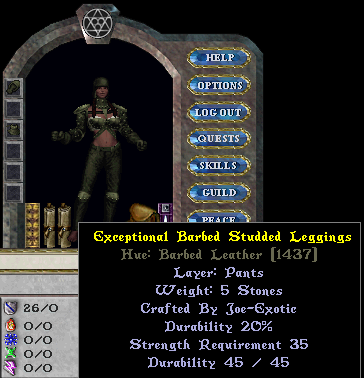 HELP
OPTIONS
LOG OUT
QUESTS
SKILLS
GUILD
PEACE
Exceptional Barbed Studded Leggings
Hue: Barbed Leather [1437]
Layer: Pants
Weight: 5 Stones
Crafted By Joe-Exotic
Durability 20%
Strength Requirement 35
Durability 45 / 45
26/0
0/0
0/0
0/0
0/0